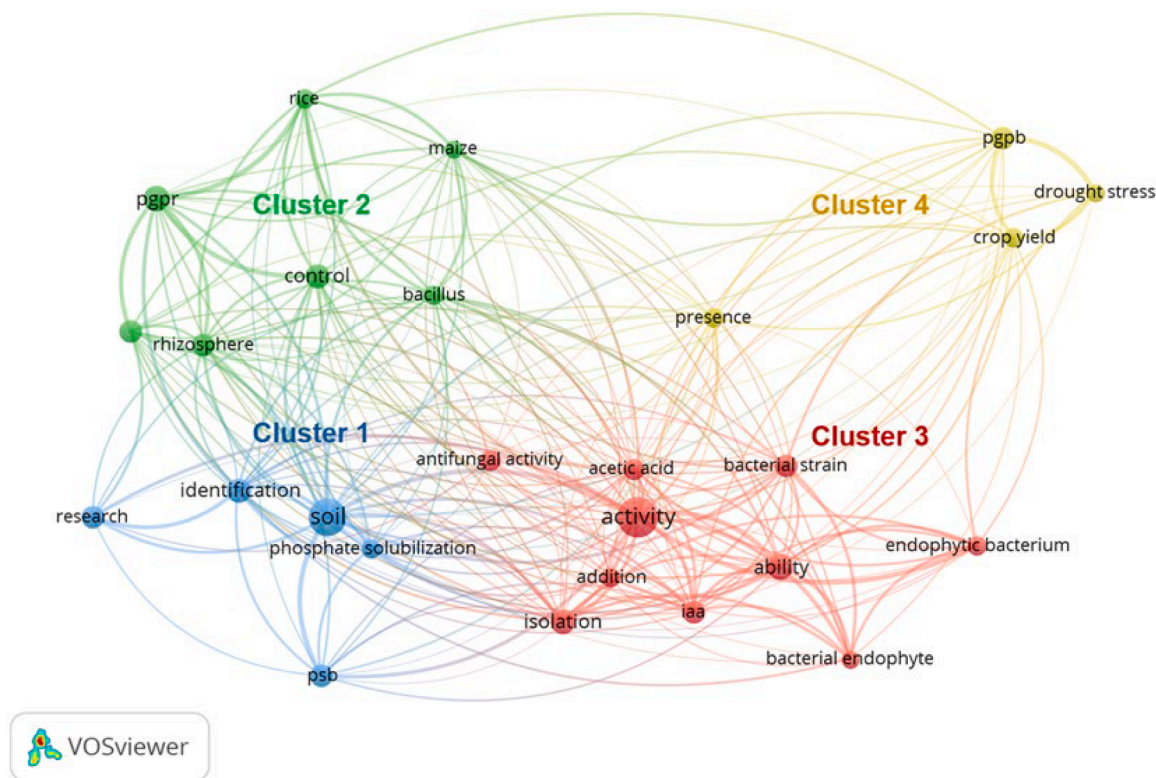 rice
pgpb
maize
drought stress
pgpr
Cluster 2
Cluster 4
crop yield
control
bacillus
presence
rhizosphere
Cluster 1
Cluster 3
antifungal activity
acetic acid
bacterial strain
identification
research
soil
activity
phosphate solubilization
endophytic bacterium
addition
ability
isolation
iaa
bacterial endophyte
psb
VOSviewer